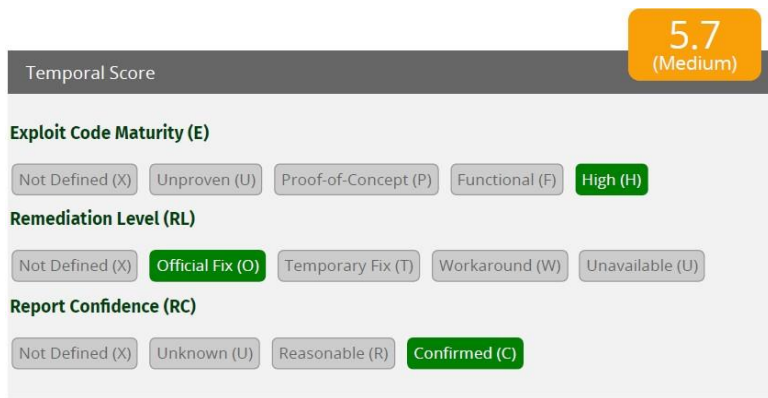 5.7
(Medium)
Temporal Score
Exploit Code Maturity (E)
Not Defined (X) Unproven (U) Proof-of-Concept (P) Functional (F) High (H)
Remediation Level (RL)
Not Defined (X) Official Fix (O) Temporary Fix (T) Workaround (W) Unavailable (U)
Report Confidence (RC)
Not Defined (X) Unknown (U) Reasonable (R) Confirmed (C)